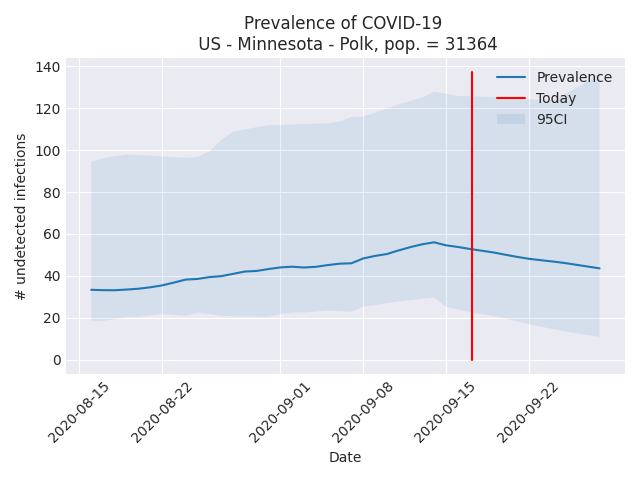 Prevalence of COVID-19
US - Minnesota - Polk, pop. = 31364
140
120
100
80
60
40
20
0
# undetected infections
Prevalence
Today
95CI
2020-08-15
2020-08-22
2020-09-01
2020-09-08
2020-09-15
2020-09-22
Date